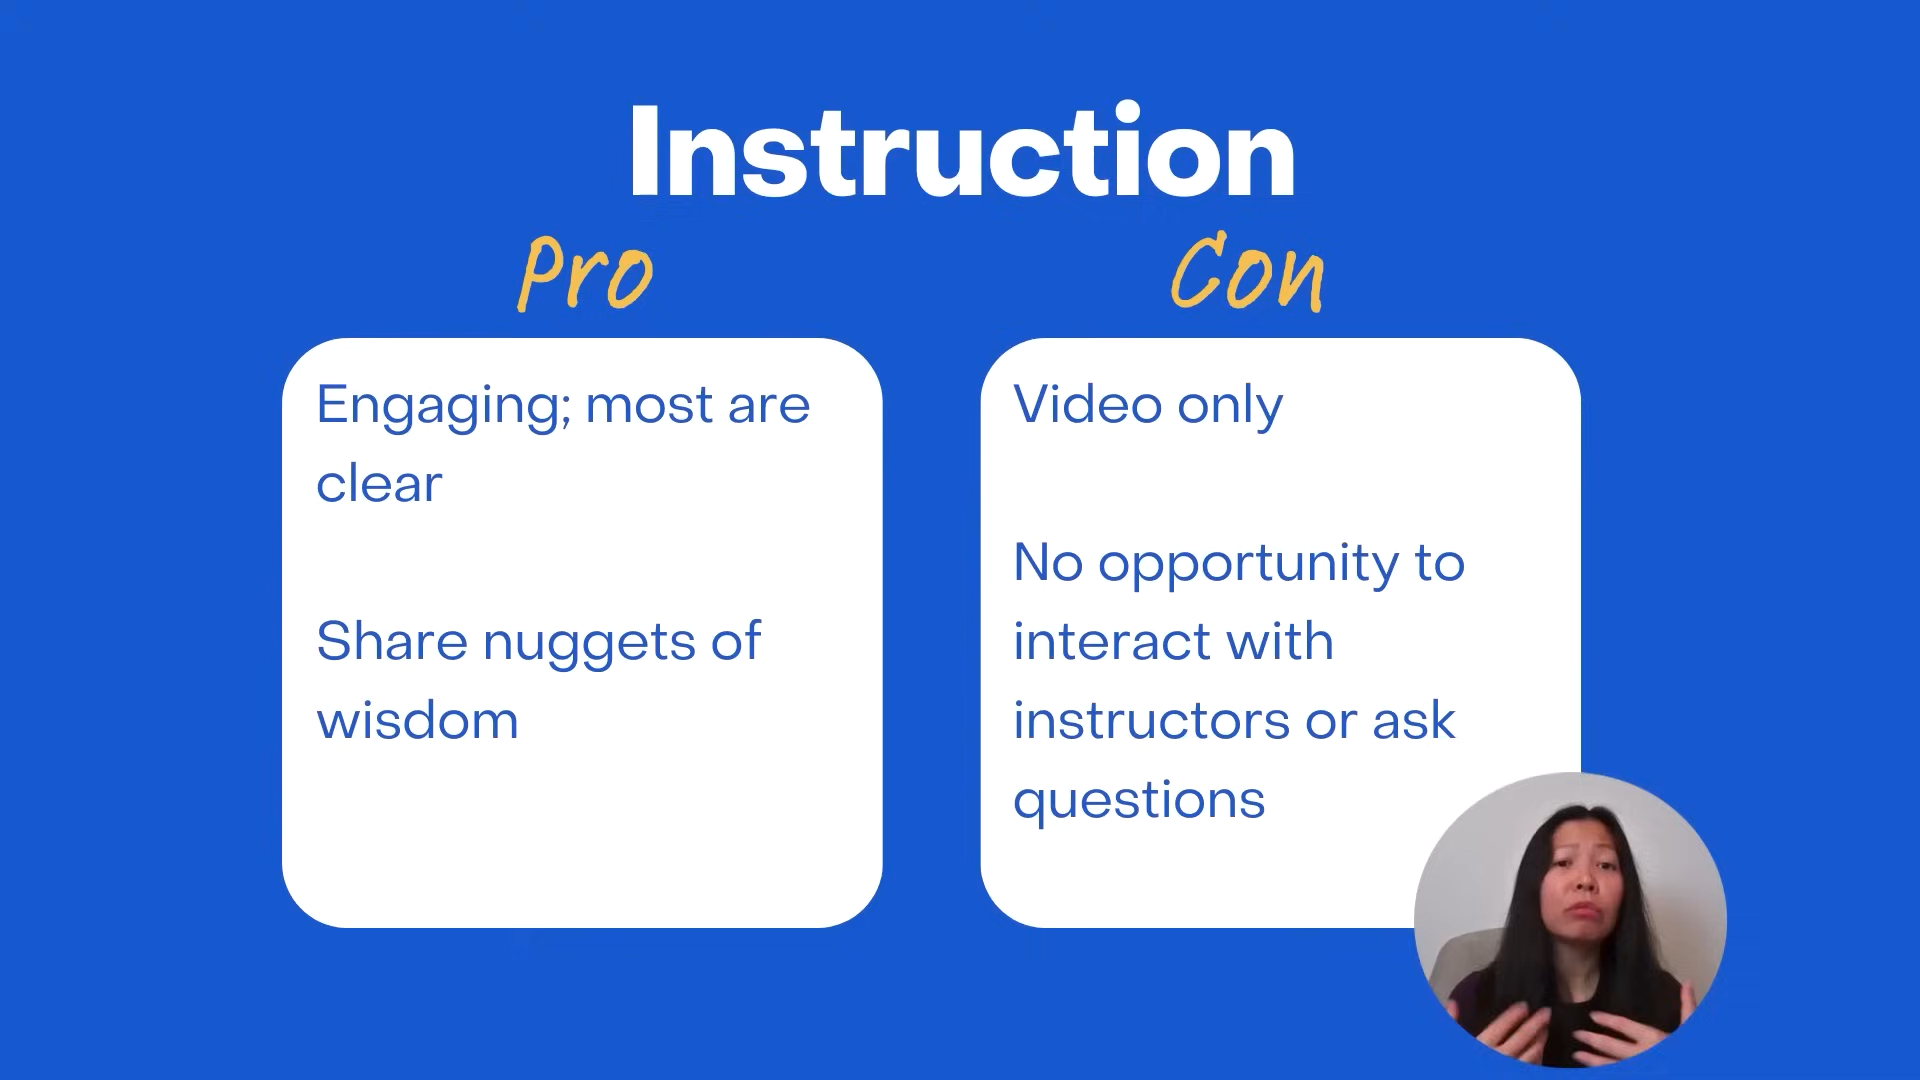 Instruction
Pro
Con
Engaging; most are
clear
Share nuggets of
wisdom
Video only
No opportunity to
interact with
instructors or ask
questions